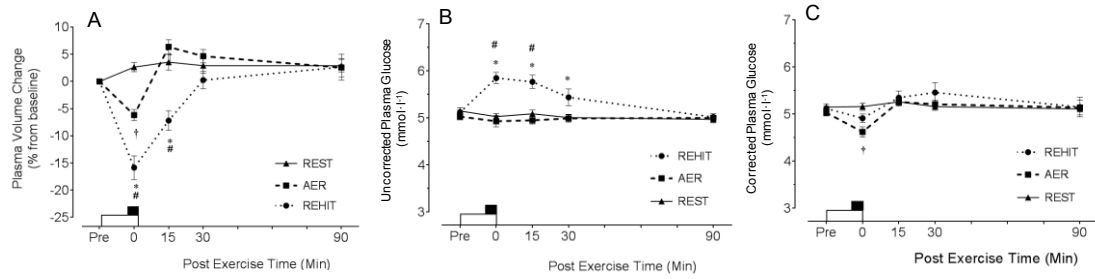 A
Plasma Volume Change
(% from baseline)
10
5
0
-5
-10
-15
-20
-25
†
*
#
*
#
REST
AER
REHIT
Pre
0
15
30
90
Post Exercise Time (Min)
B
Uncorrected Plasma Glucose
(mmol·l⁻¹)
7
6
5
4
3
#
*
#
*
*
REHIT
AER
REST
Pre
0
15
30
90
Post Exercise Time (Min)
C
Corrected Plasma Glucose
(mmol·l⁻¹)
7
6
5
4
3
†
REHIT
AER
REST
Pre
0
15
30
90
Post Exercise Time (Min)